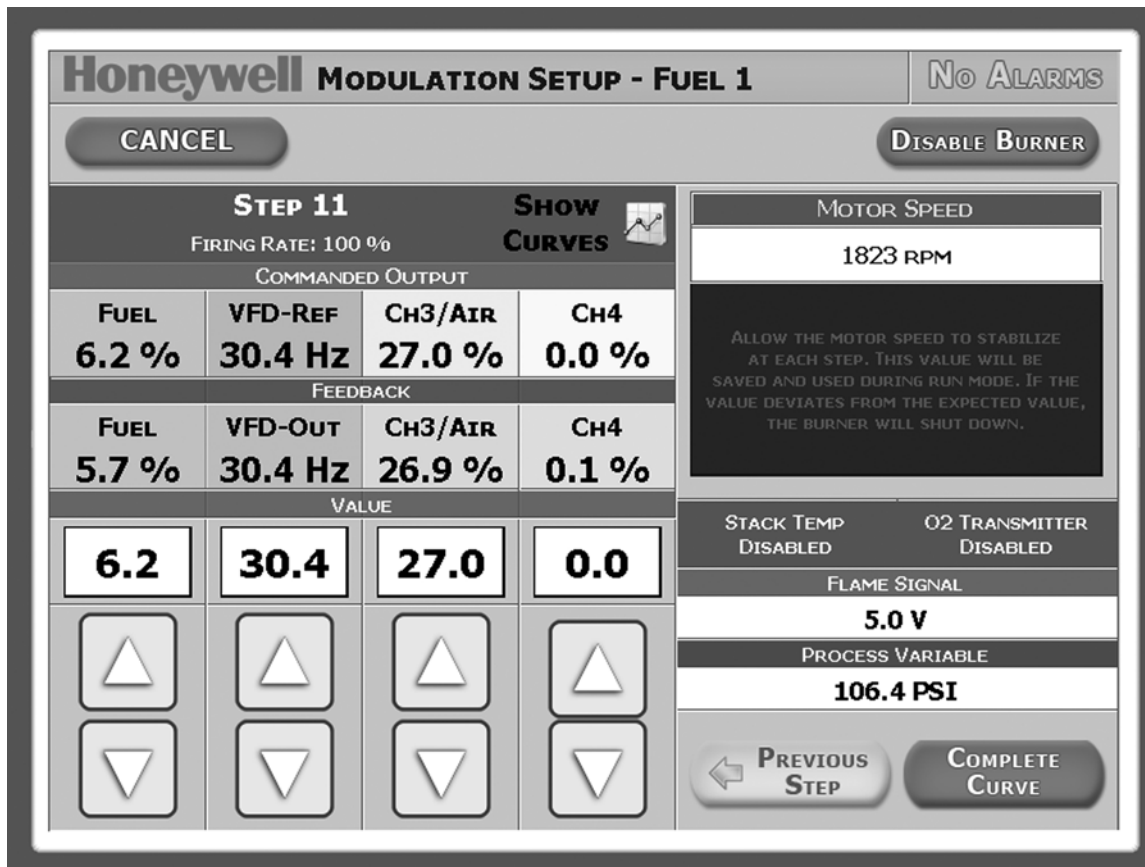 Honeywell MODULATION SETUP - FUEL 1
NO ALARMS
CANCEL
DISABLE BURNER
STEP 11
FIRING RATE: 100 %
SHOW
CURVES
COMMANDED OUTPUT
FUEL VFD-REF CH3/AIR CH4
6.2 % 30.4 Hz 27.0 % 0.0 %
FEEDBACK
FUEL VFD-OUT CH3/AIR CH4
5.7 % 30.4 Hz 26.9 % 0.1 %
VALUE
6.2 30.4 27.0 0.0
MOTOR SPEED
1823 RPM
ALLOW THE MOTOR SPEED TO STABILIZE
AT EACH STEP. THIS VALUE WILL BE
SAVED AND USED DURING RUN MODE. IF THE
VALUE DEVIATES FROM THE EXPECTED VALUE,
THE BURNER WILL SHUT DOWN.
STACK TEMP
DISABLED
O2 TRANSMITTER
DISABLED
FLAME SIGNAL
5.0 V
PROCESS VARIABLE
106.4 PSI
PREVIOUS
STEP
COMPLETE
CURVE